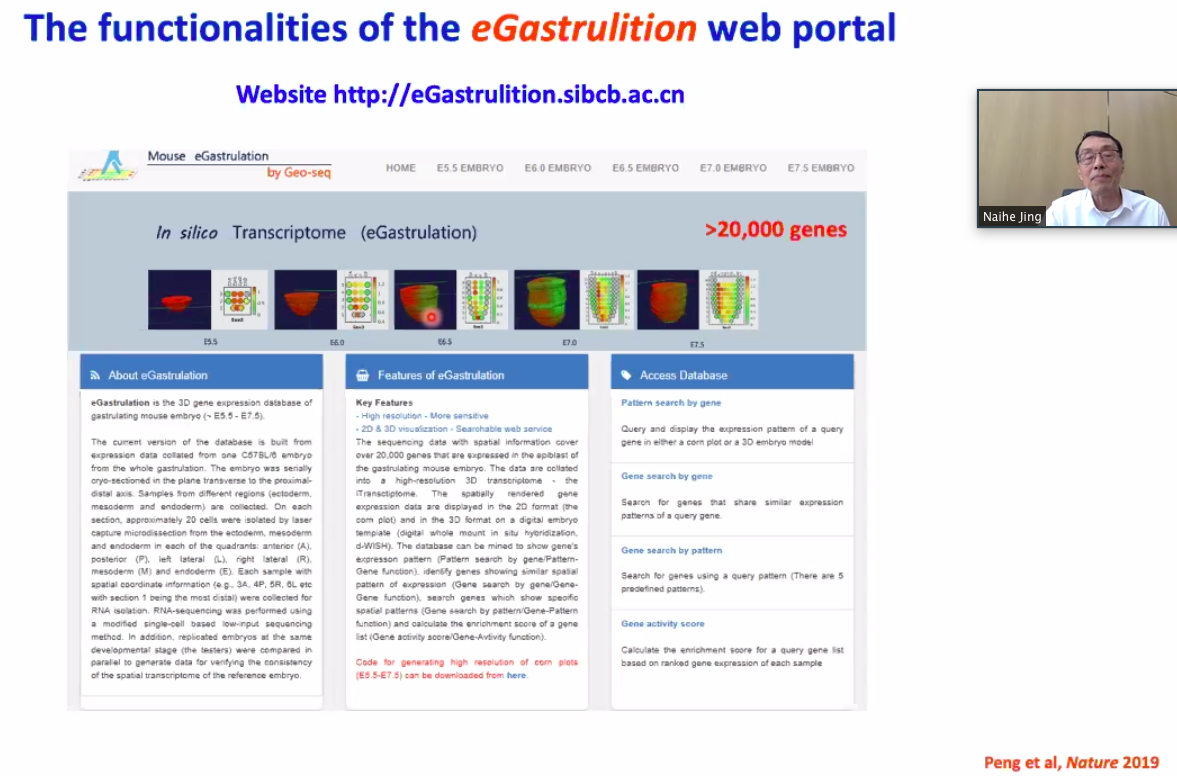 The functionalities of the eGastrulition web portal
Website http://eGastrulition.sibcb.ac.cn
Mouse eGastrulation
by Geo-seq
HOME E5.5 EMBRYO E6.0 EMBRYO E6.5 EMBRYO E7.0 EMBRYO E7.5 EMBRYO
In silico Transcriptome (eGastrulation)
>20,000 genes
E5.5 E6.0 E6.5 E7.0 E7.5
About eGastrulation
eGastrulation is the 3D gene expression database of
gastrulating mouse embryo (~ E5.5 - E7.5).
The current version of the database is built from
expression data collated from one C57BL/6 embryo
from the whole gastrulation. The embryo was serially
cryo-sectioned in the plane transverse to the proximal-
distal axis. Samples from different regions (ectoderm,
mesoderm and endoderm) are collected. On each
section, approximately 20 cells were isolated by laser
capture microdissection from the ectoderm, mesoderm
and endoderm in each of the quadrants: anterior (A),
posterior (P), left lateral (L), right lateral (R),
mesoderm (M) and endoderm (E). Each sample with
spatial coordinate information (e.g., 3A, 4P, 5R, 6L etc
with section 1 being the most distal) were collected for
RNA isolation. RNA-sequencing was performed using
a modified single-cell based low-input sequencing
method. In addition, replicated embryos at the same
developmental stage (the testers) were compared in
parallel to generate data for verifying the consistency
of the spatial transcriptome of the reference embryo.
Features of eGastrulation
Key Features
- High resolution - More sensitive
- 2D & 3D visualization - Searchable web service
The sequencing data with spatial information cover
over 20,000 genes that are expressed in the epiblast of
the gastrulating mouse embryo. The data are collated
into a high-resolution 3D transcriptome - the
iTransctiptome. The spatially rendered gene
expression data are displayed in the 2D format (the
corn plot) and in the 3D format on a digital embryo
template (digital whole mount in situ hybridization,
d-WISH). The database can be mined to show gene's
expresson pattern (Pattern search by gene/Pattern-
Gene function), identify genes showing similar spatial
pattern of expression (Gene search by gene/Gene-
Gene function), search genes which show specific
spatial patterns (Gene search by pattern/Gene-Pattern
function) and calculate the enrichment score of a gene
list (Gene activity score/Gene-Avtivity function).
Code for generating high resolution of corn plots
(E5.5-E7.5) can be downloaded from here.
Access Database
Pattern search by gene
Query and display the expression pattern of a query
gene in either a corn plot or a 3D embryo model
Gene search by gene
Search for genes that share similar expression
patterns of a query gene.
Gene search by pattern
Search for genes using a query pattern (There are 5
predefined patterns).
Gene activity score
Calculate the enrichment score for a query gene list
based on ranked gene expression of each sample
Naihe Jing
Peng et al, Nature 2019